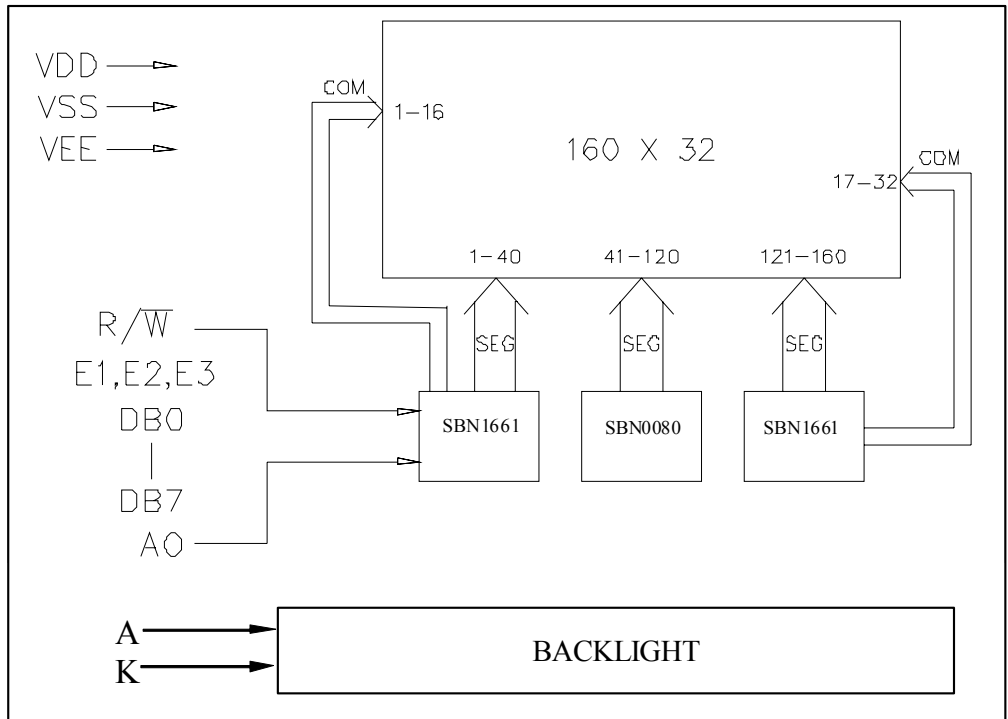 VDD
VSS
VEE
COM
1-16
160 X 32
COM
17-32
1-40
41-120
121-160
R/W̅
E1,E2,E3
DB0
DB7
A0
SEG
SEG
SEG
SBN1661
SBN0080
SBN1661
A
K
BACKLIGHT